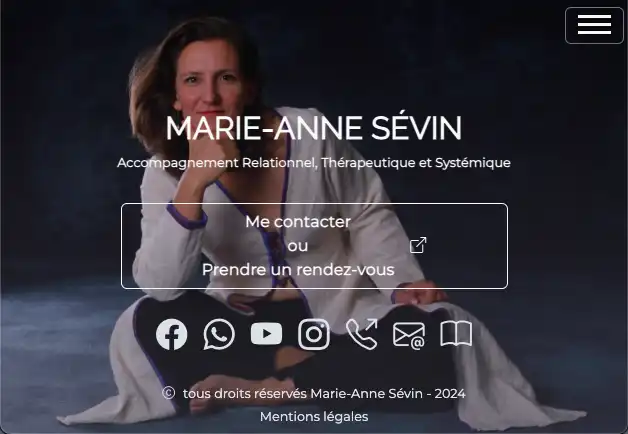 MARIE-ANNE SÉVIN
Accompagnement Relationnel, Thérapeutique et Systémique
Me contacter
ou
Prendre un rendez-vous
© tous droits réservés Marie-Anne Sévin - 2024
Mentions légales